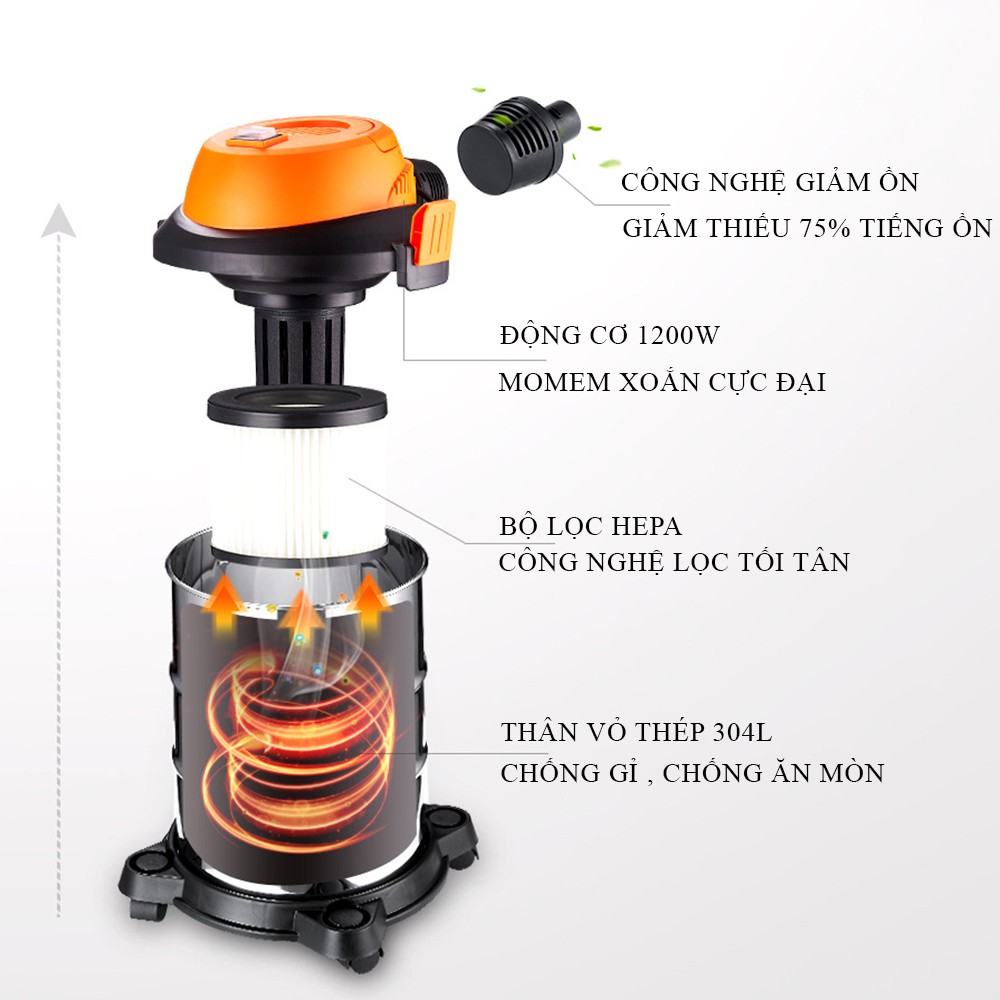 CÔNG NGHỆ GIẢM ỒN
GIẢM THIẾU 75% TIẾNG ỒN
ĐỘNG CƠ 1200W
MOMEM XOẮN CỰC ĐẠI
BỘ LỌC HEPA
CÔNG NGHỆ LỌC TỐI TÂN
THÂN VỎ THÉP 304L
CHỐNG GỈ , CHỐNG ĂN MÒN